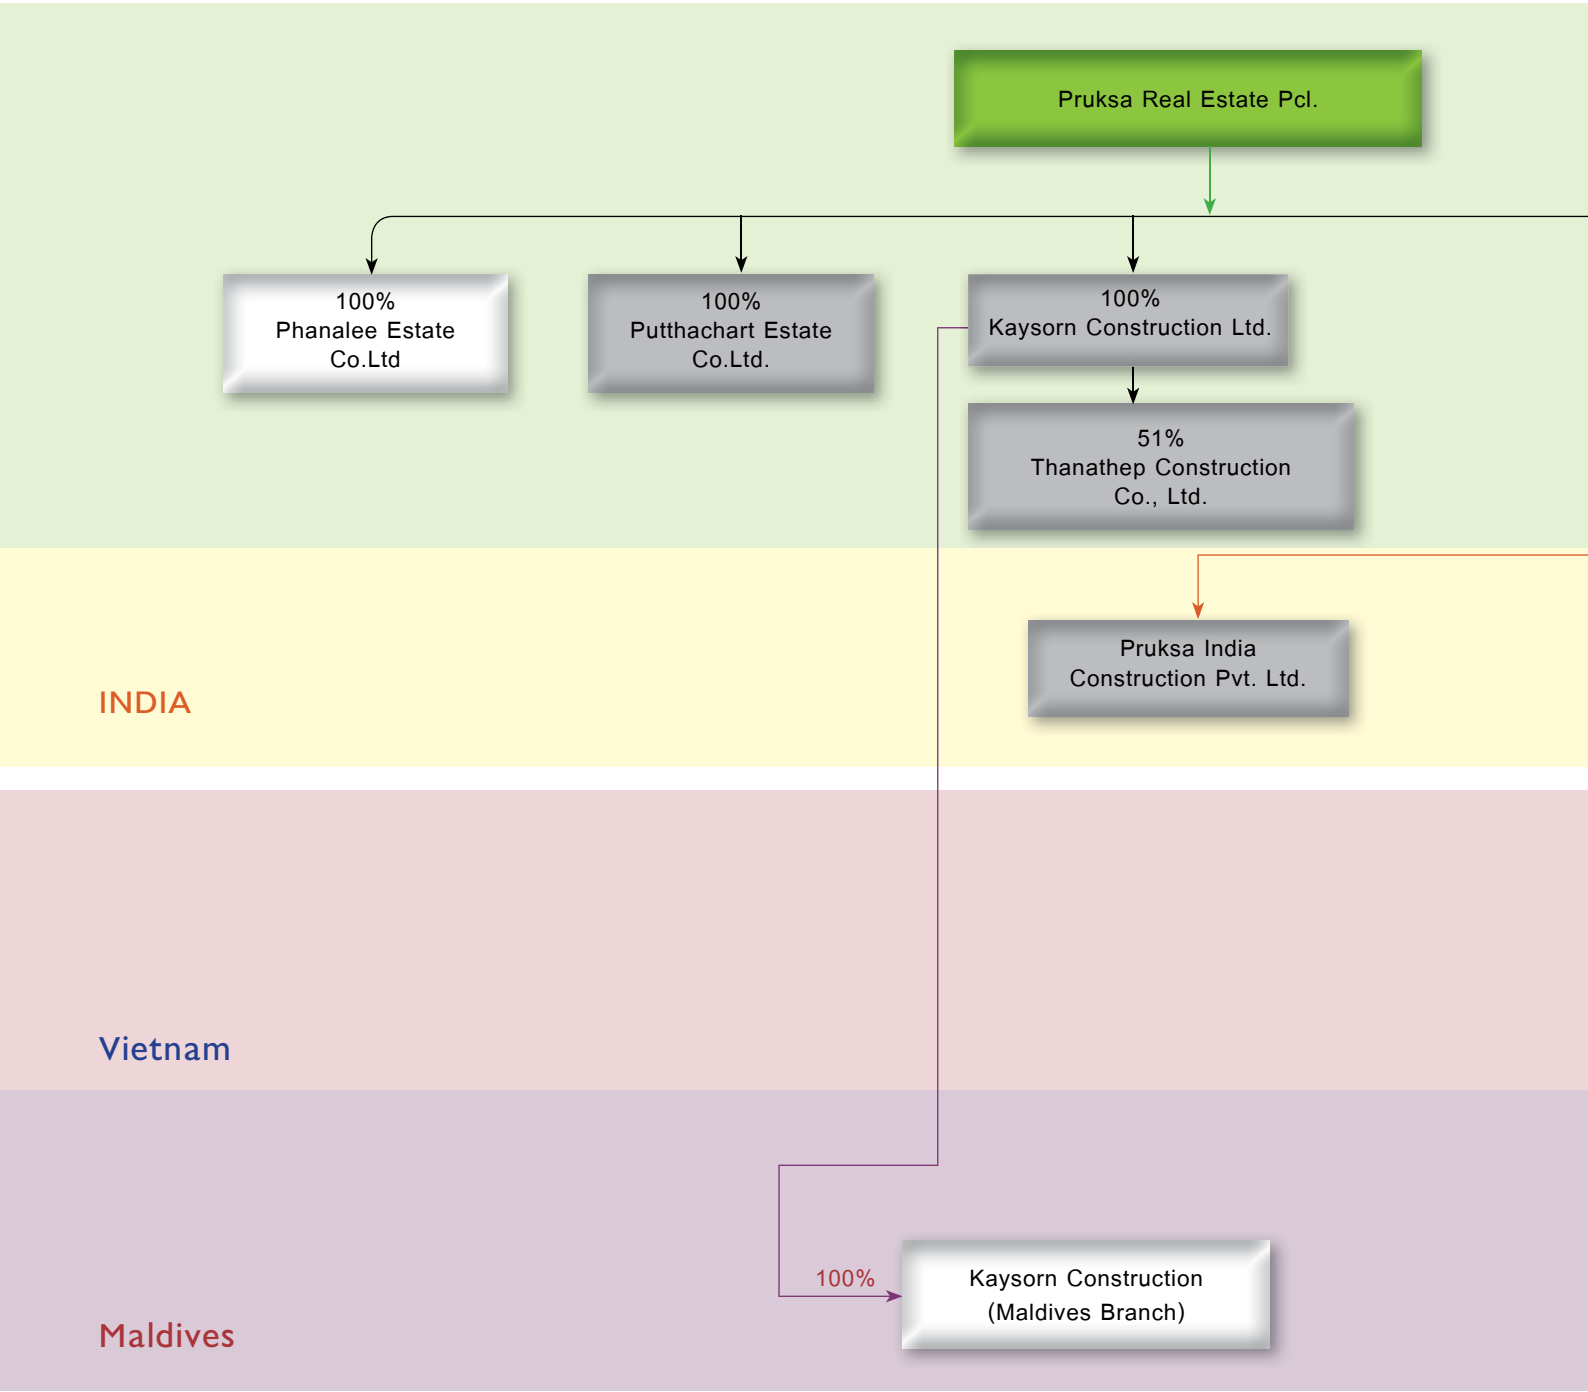 Pruksa Real Estate Pcl.
100%
Phanalee Estate
Co.Ltd
100%
Putthachart Estate
Co.Ltd.
100%
Kaysorn Construction Ltd.
51%
Thanathep Construction
Co., Ltd.
Pruksa India
Construction Pvt. Ltd.
INDIA
Vietnam
100%
Kaysorn Construction
(Maldives Branch)
Maldives